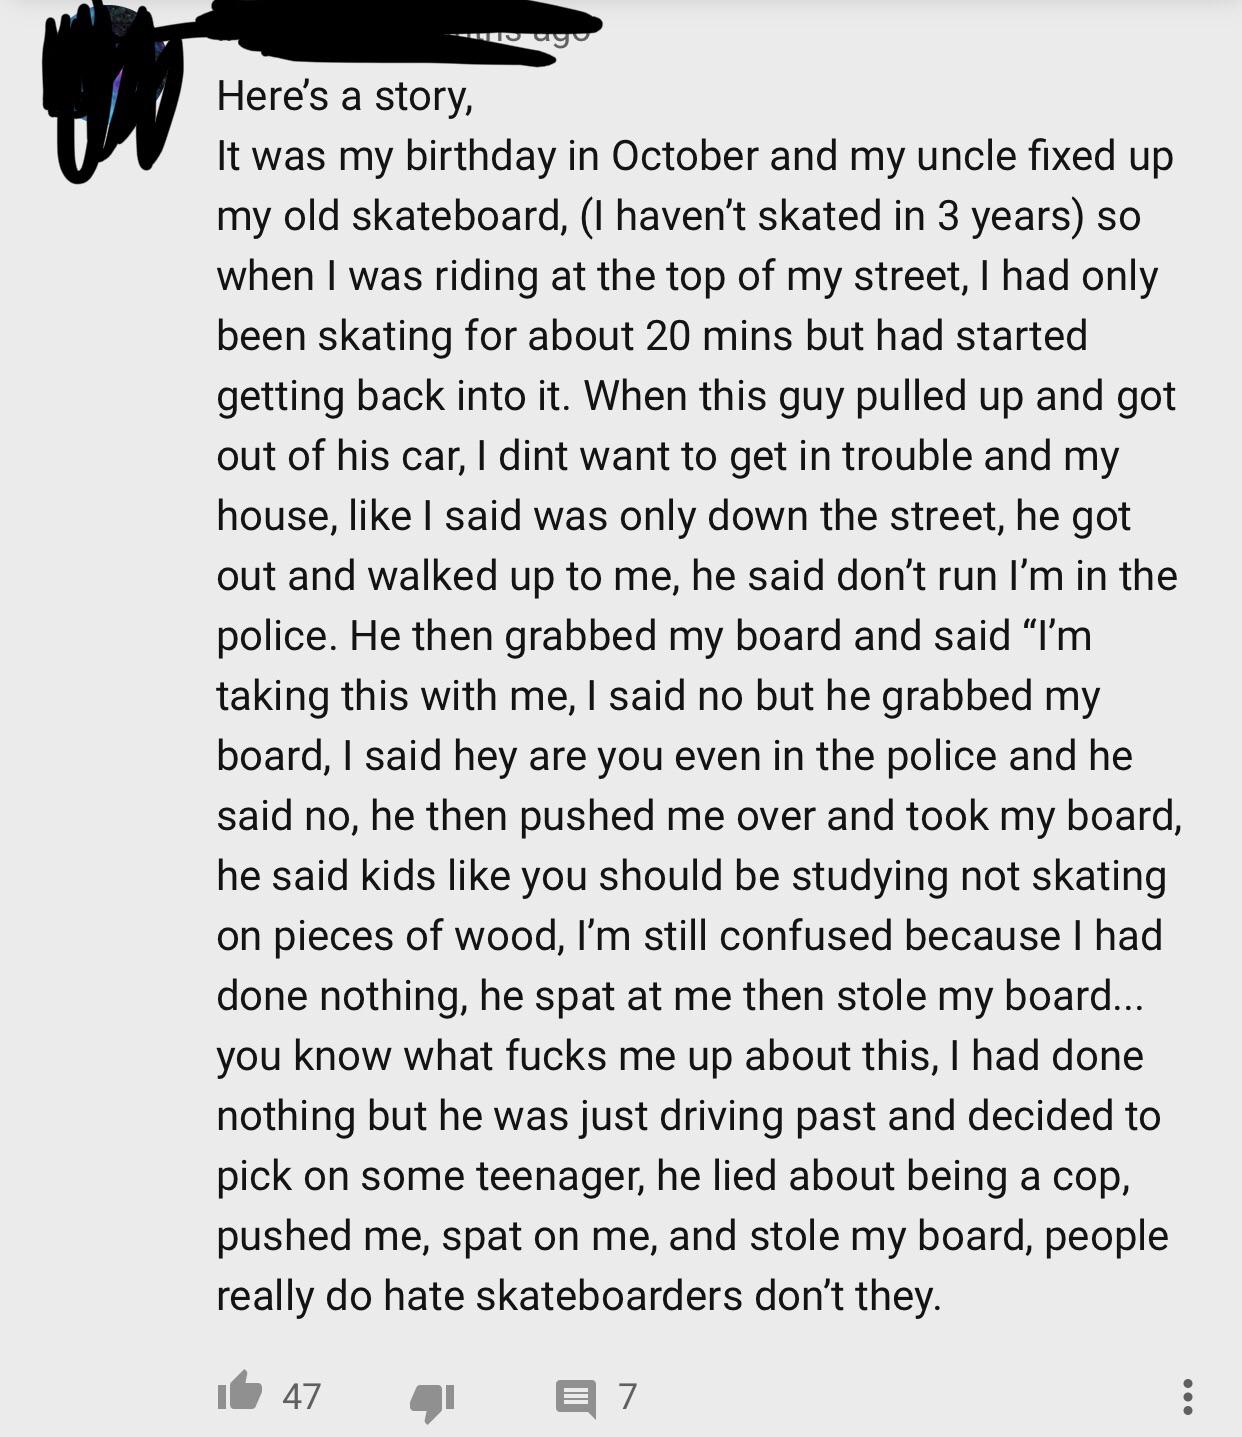 ago
Here’s a story,
It was my birthday in October and my uncle fixed up
my old skateboard, (I haven’t skated in 3 years) so
when I was riding at the top of my street, I had only
been skating for about 20 mins but had started
getting back into it. When this guy pulled up and got
out of his car, I dint want to get in trouble and my
house, like I said was only down the street, he got
out and walked up to me, he said don’t run I’m in the
police. He then grabbed my board and said “I’m
taking this with me, I said no but he grabbed my
board, I said hey are you even in the police and he
said no, he then pushed me over and took my board,
he said kids like you should be studying not skating
on pieces of wood, I’m still confused because I had
done nothing, he spat at me then stole my board...
you know what fucks me up about this, I had done
nothing but he was just driving past and decided to
pick on some teenager, he lied about being a cop,
pushed me, spat on me, and stole my board, people
really do hate skateboarders don’t they.
47 7